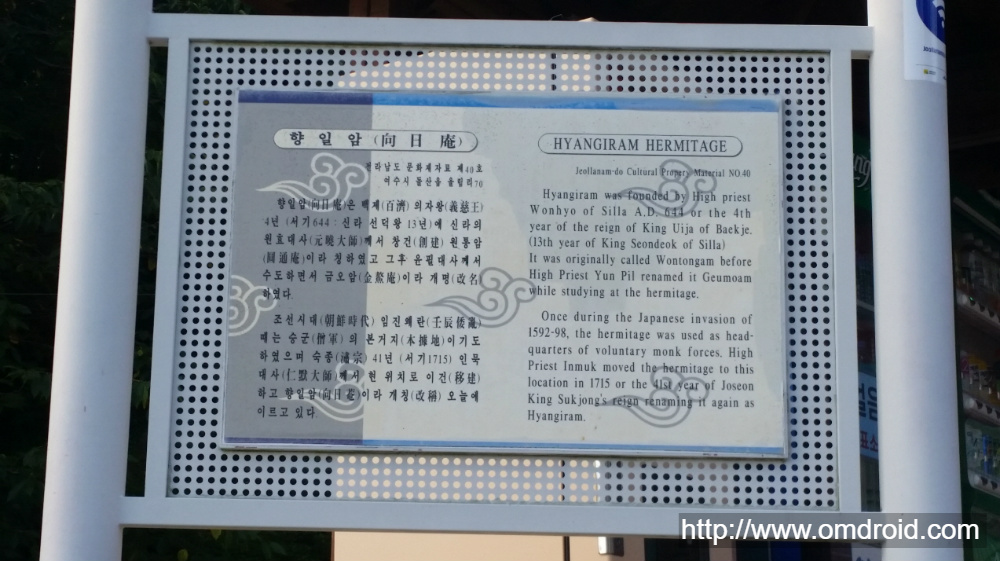 향일암(向日庵)
전라남도 문화재자료 제40호
여수시 돌산읍 율림리70
향일암(向日庵)은 백제(百濟) 의자왕(義慈王)
4년 (서기644 : 신라 선덕왕 13년)에 신라의
원효대사(元曉大師)께서 창건(創建) 원통암
(圓通庵)이라 칭하였고 그후 윤필대사께서
수도하면서 금오암(金鰲庵)이라 개명(改名)
하였다.
조선시대(朝鮮時代) 임진왜란(壬辰倭亂)
때는 승군(僧軍)의 본거지(本據地)이기도
하였으며 숙종(肅宗) 41년 (서기1715) 인묵
대사(仁默大師)께서 현 위치로 이건(移建)
하고 향일암(向日花)이라 개칭(改稱) 오늘에
이르고 있다.
HYANGIRAM HERMITAGE
Jeollanam-do Cultural Propery Material NO.40
Hyangiram was founded by High priest
Wonhyo of Silla A.D. 644 or the 4th
year of the reign of King Uija of Baekje.
(13th year of King Seondeok of Silla)
It was originally called Wontongam before
High Priest Yun Pil renamed it Geumoam
while studying at the hermitage.
Once during the Japanese invasion of
1592-98, the hermitage was used as head-
quarters of voluntary monk forces. High
Priest Inmuk moved the hermitage to this
location in 1715 or the 41st year of Joseon
King Sukjong's reign renaming it again as
Hyangiram.
http://www.omdroid.com